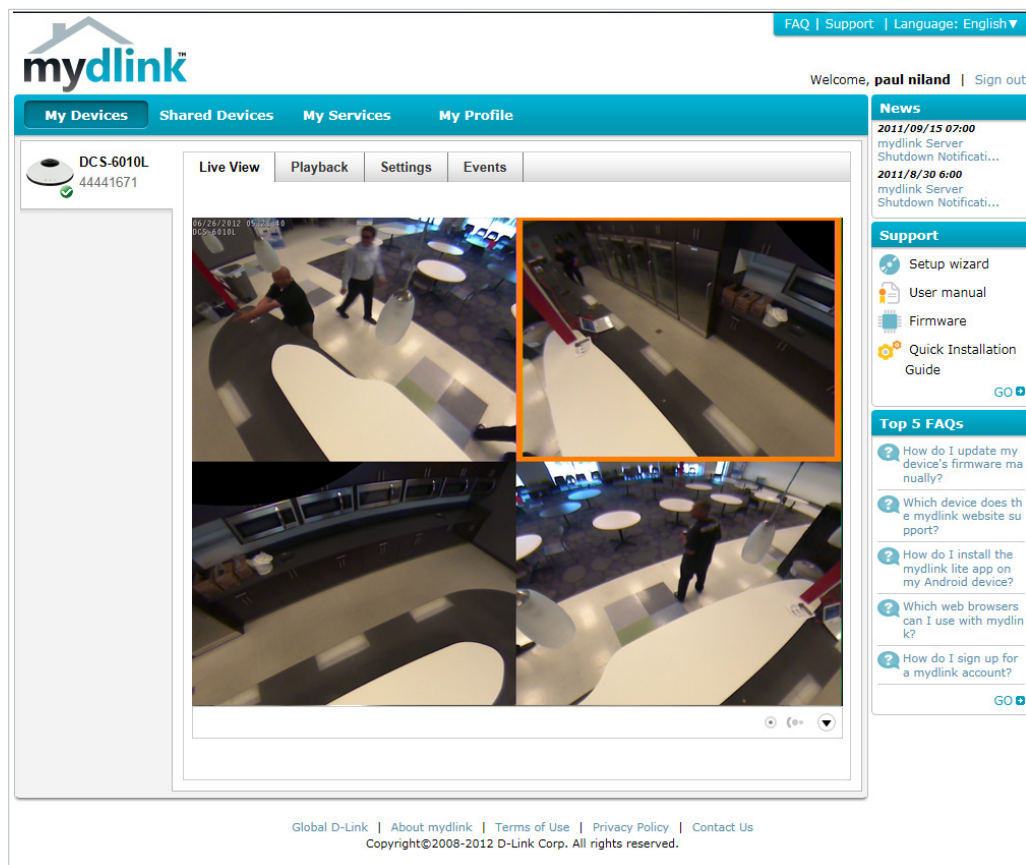 FAQ | Support | Language: English▼
mydlink™
Welcome, paul niland | Sign out
My Devices Shared Devices My Services My Profile
DCS-6010L
44441671
Live View Playback Settings Events
06/26/2012
DCS-6010L
News
2011/09/15 07:00
mydlink Server
Shutdown Notificati...
2011/8/30 6:00
mydlink Server
Shutdown Notificati...
Support
Setup wizard
User manual
Firmware
Quick Installation
Guide
GO
Top 5 FAQs
How do I update my
device's firmware ma
nually?
Which device does th
e mydlink website su
pport?
How do I install the
mydlink lite app on
my Android device?
Which web browsers
can I use with mydlin
k?
How do I sign up for
a mydlink account?
GO
Global D-Link | About mydlink | Terms of Use | Privacy Policy | Contact Us
Copyright©2008-2012 D-Link Corp. All rights reserved.